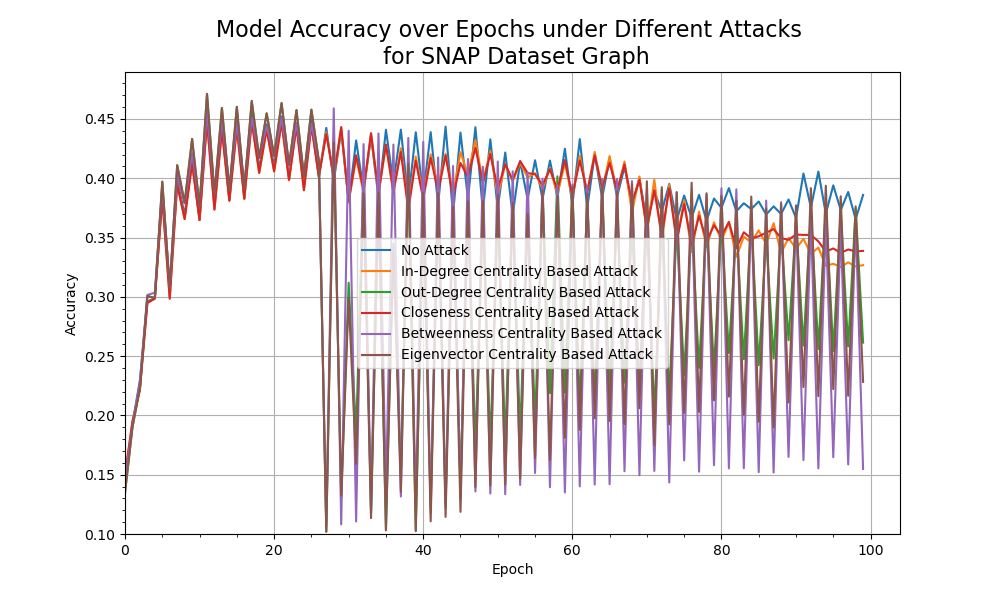 Model Accuracy over Epochs under Different Attacks
for SNAP Dataset Graph
Accuracy
0.45
0.40
0.35
0.30
0.25
0.20
0.15
0.10
No Attack
In-Degree Centrality Based Attack
Out-Degree Centrality Based Attack
Closeness Centrality Based Attack
Betweenness Centrality Based Attack
Eigenvector Centrality Based Attack
0 20 40 60 80 100
Epoch